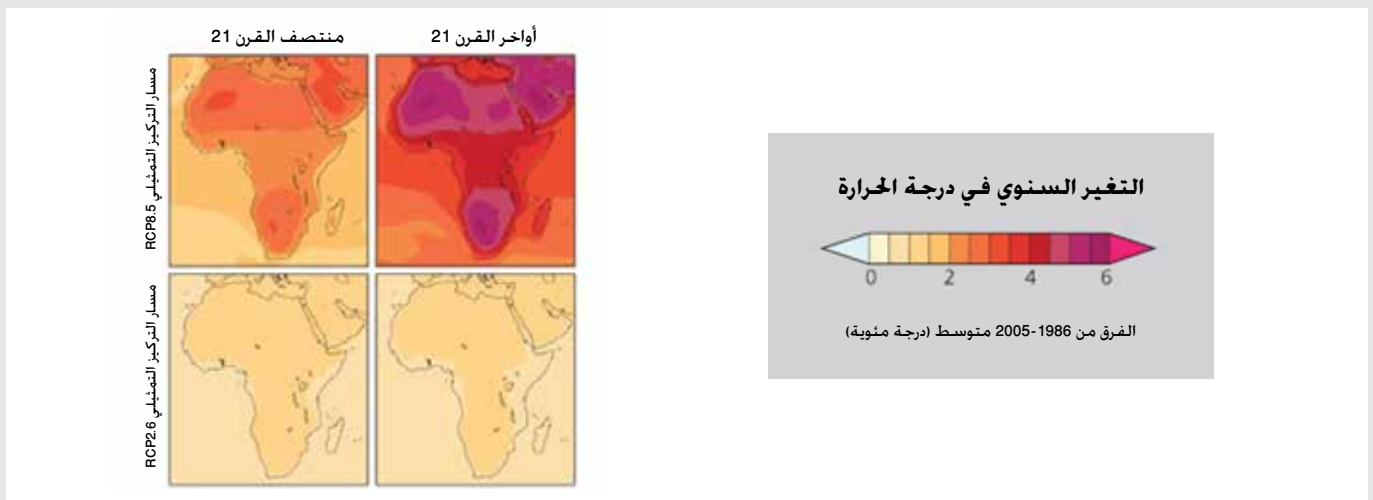 أواخر القرن 21
منتصف القرن 21
مسار التركيز التمثيلي RCP8.5
مسار التركيز التمثيلي RCP2.6
التغير السنوي في درجة الحرارة
0 2 4 6
الفرق من 1986-2005 متوسط (درجة مئوية)